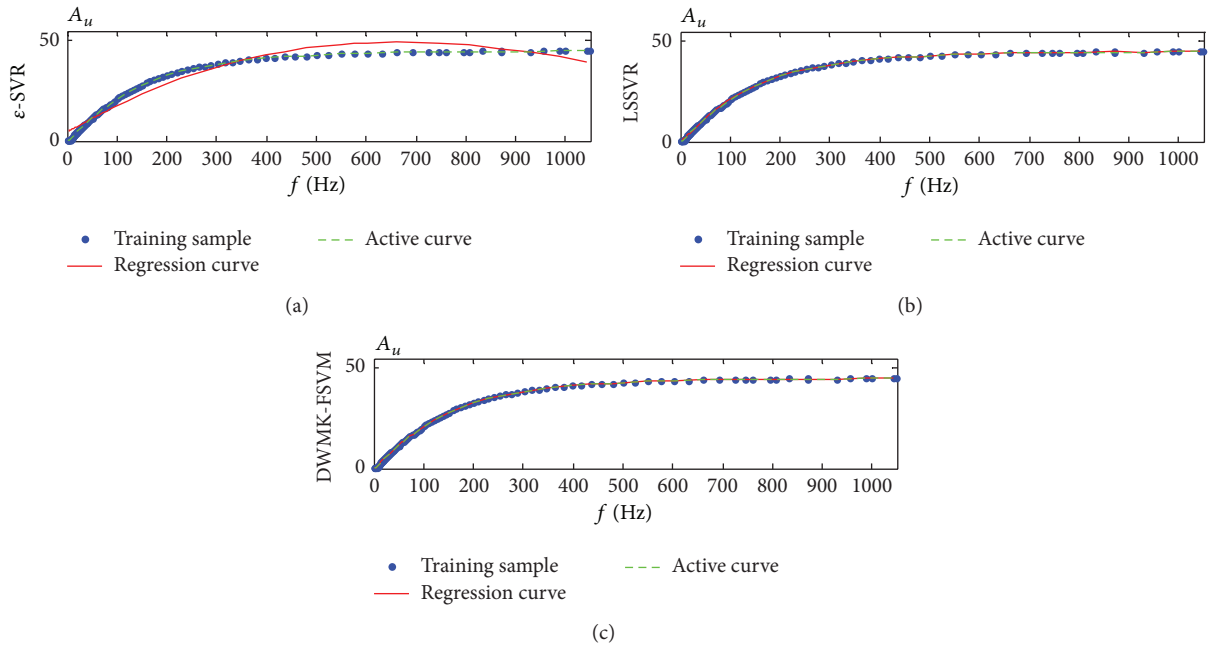 A_u
50
ε-SVR
0
0 100 200 300 400 500 600 700 800 900 1000
f (Hz)
Training sample
Active curve
Regression curve
(a)
A_u
50
LSSVR
0
0 100 200 300 400 500 600 700 800 900 1000
f (Hz)
Training sample
Active curve
Regression curve
(b)
A_u
50
DWMK-FSVM
0
0 100 200 300 400 500 600 700 800 900 1000
f (Hz)
Training sample
Active curve
Regression curve
(c)